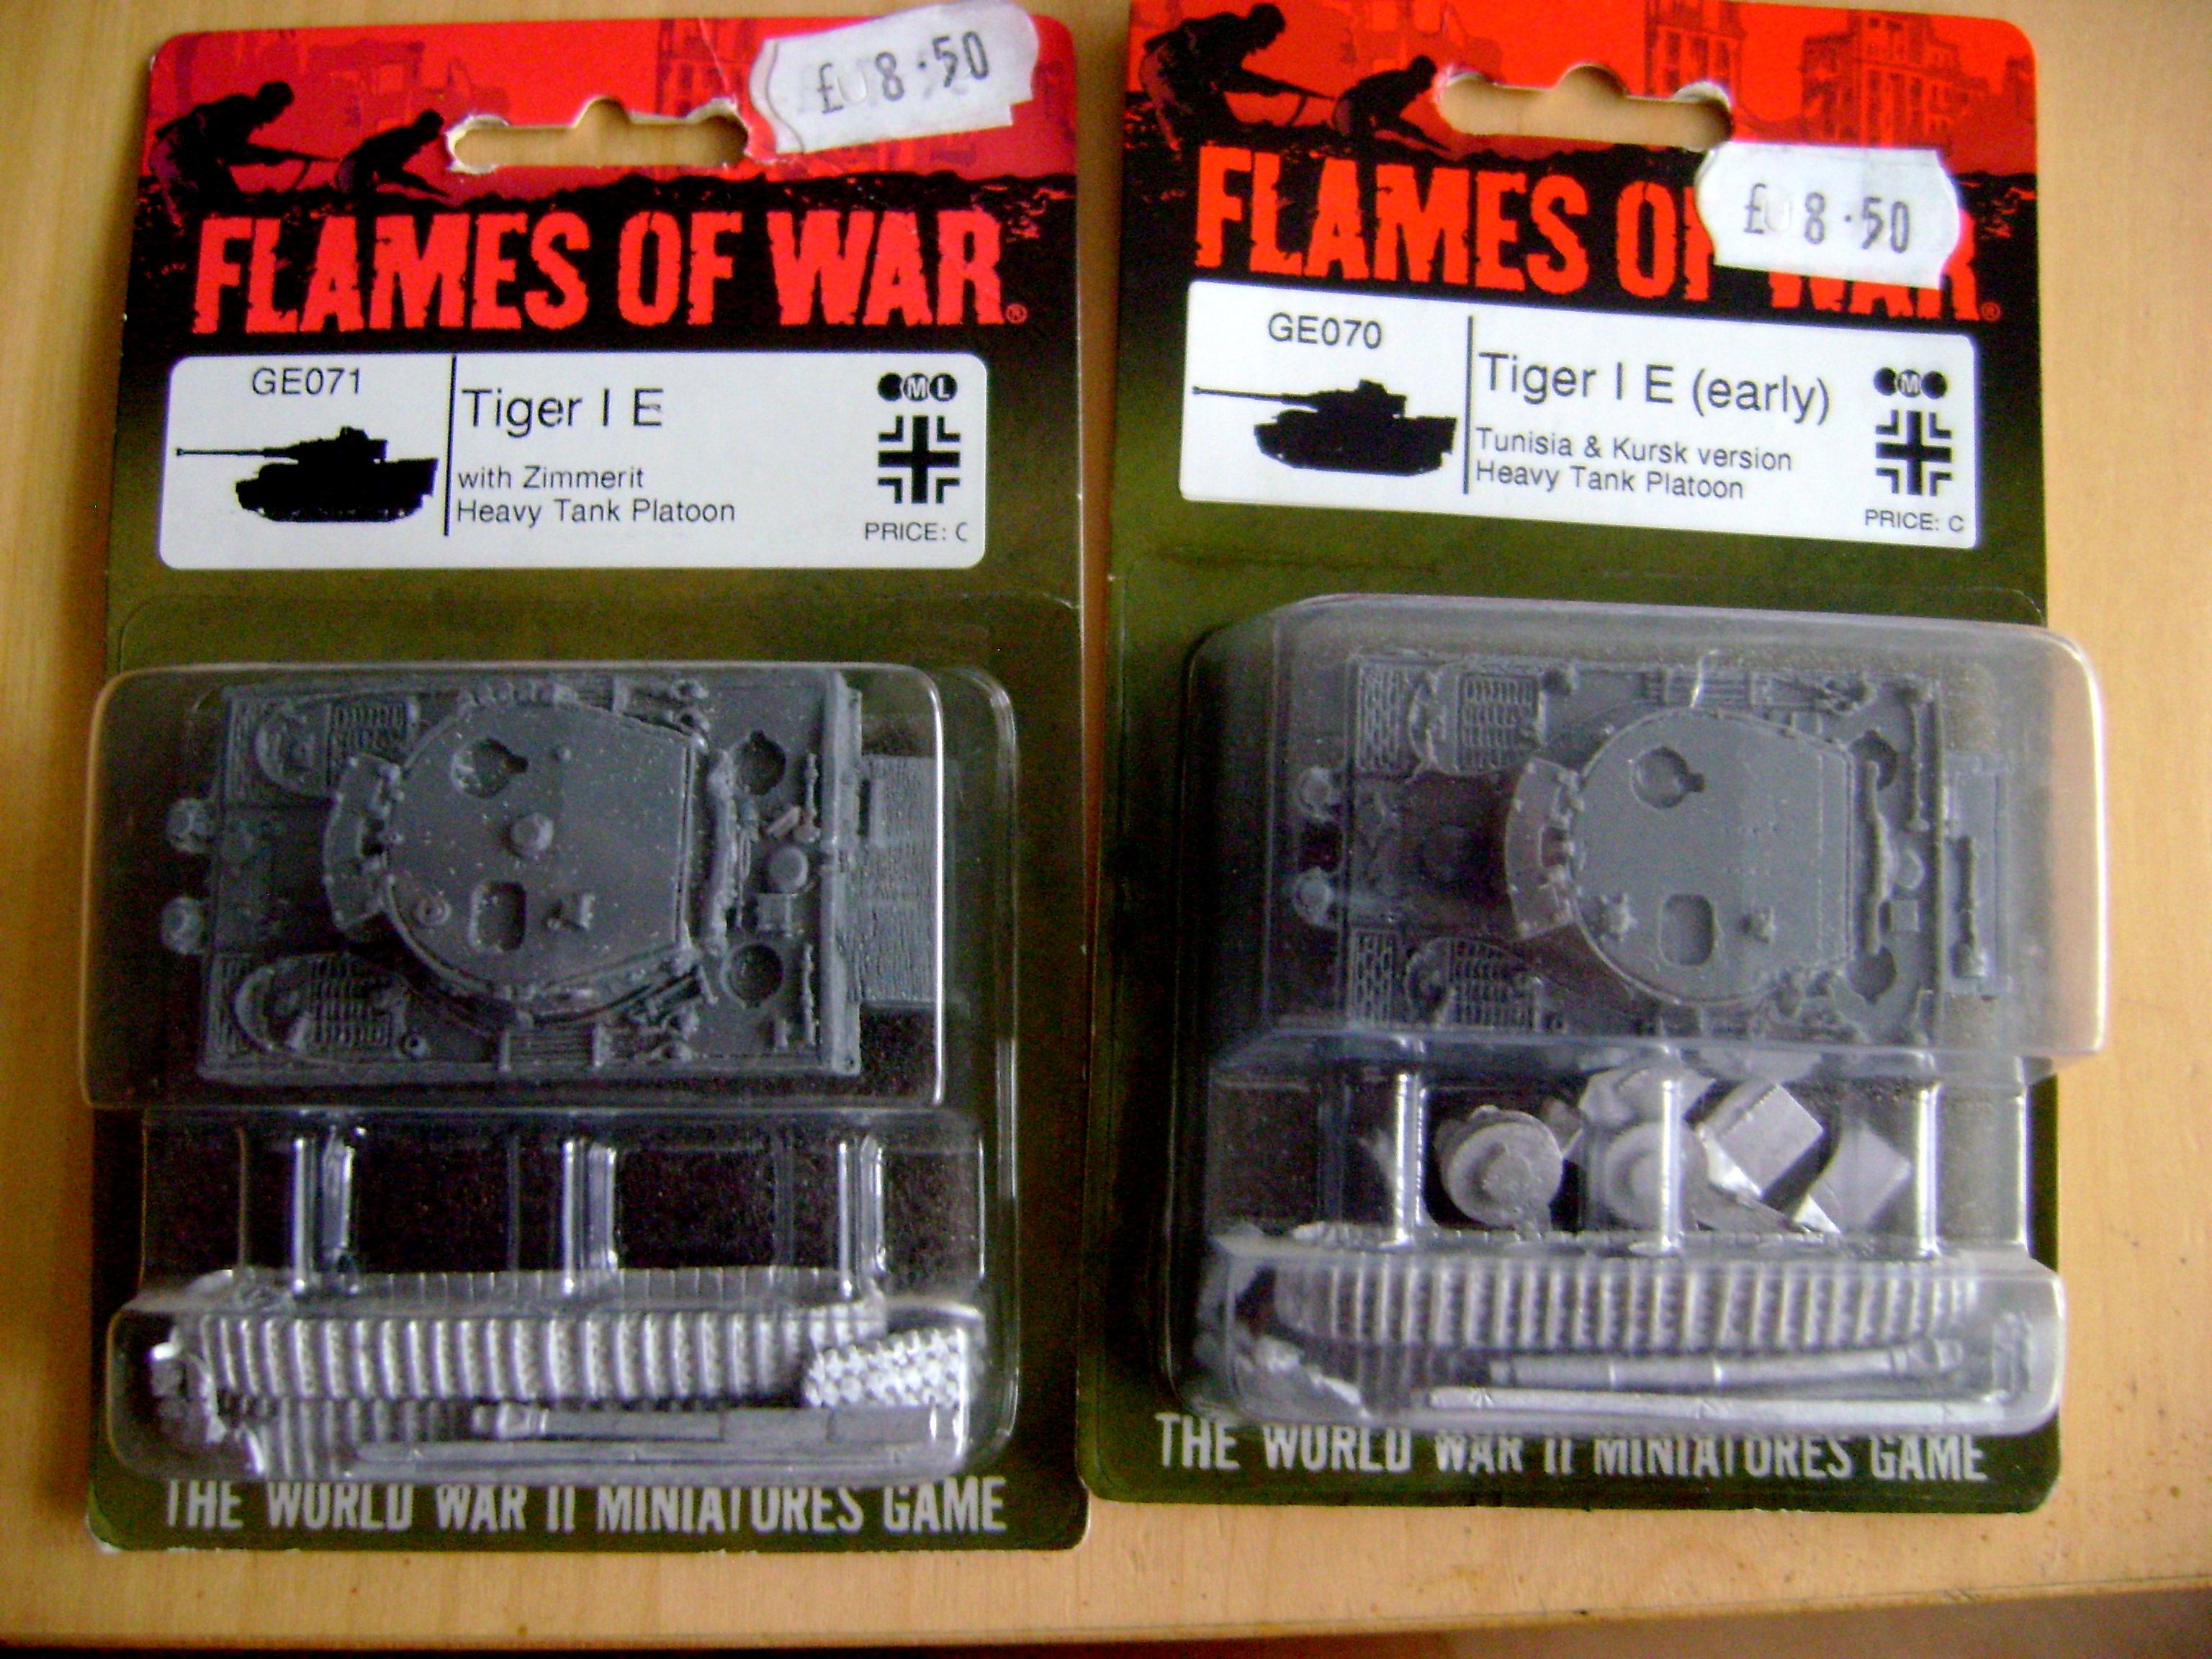 £ 8.50
FLAMES OF WAR®
GE071
Tiger I E
M L
with Zimmerit
Heavy Tank Platoon
PRICE: C
THE WORLD WAR II MINIATURES GAME
£ 8.50
FLAMES OF WAR®
GE070
Tiger I E (early)
M
Tunisia & Kursk version
Heavy Tank Platoon
PRICE: C
THE WORLD WAR II MINIATURES GAME